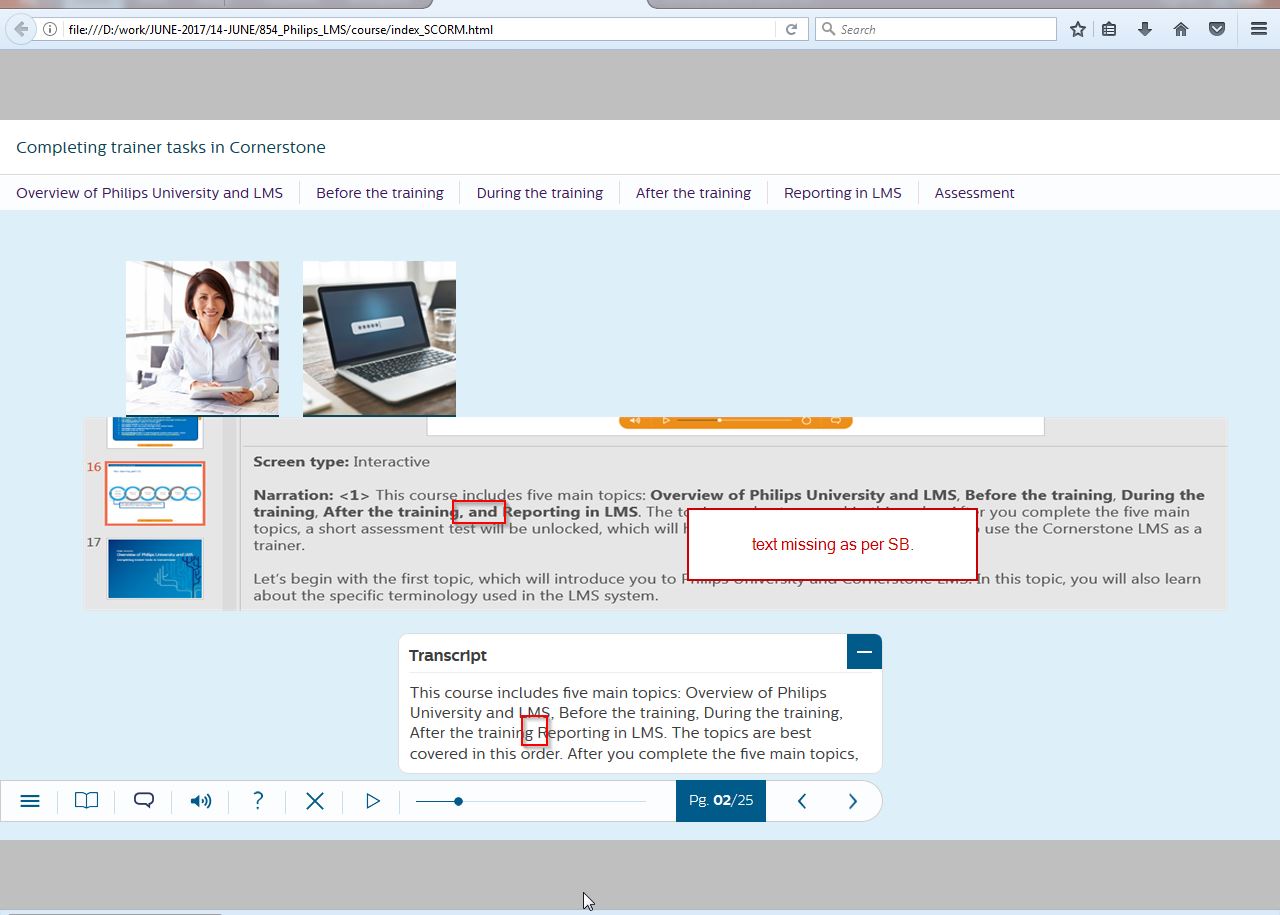 file:///D:/work/JUNE-2017/14-JUNE/854_Philips_LMS/course/index_SCORM.html
Search
Completing trainer tasks in Cornerstone
Overview of Philips University and LMS
Before the training
During the training
After the training
Reporting in LMS
Assessment
16
17
Screen type: Interactive
Narration: <1> This course includes five main topics: Overview of Philips University and LMS, Before the training, During the
training, After the training, and Reporting in LMS. The you complete the five main
topics, a short assessment test will be unlocked, which will use the Cornerstone LMS as a
trainer.
text missing as per SB.
Let's begin with the first topic, which will introduce you to Philips University and Cornerstone LMS. In this topic, you will also learn
about the specific terminology used in the LMS system.
Transcript
This course includes five main topics: Overview of Philips
University and LMS, Before the training, During the training,
After the training Reporting in LMS. The topics are best
covered in this order. After you complete the five main topics,
?
Pg. 02/25